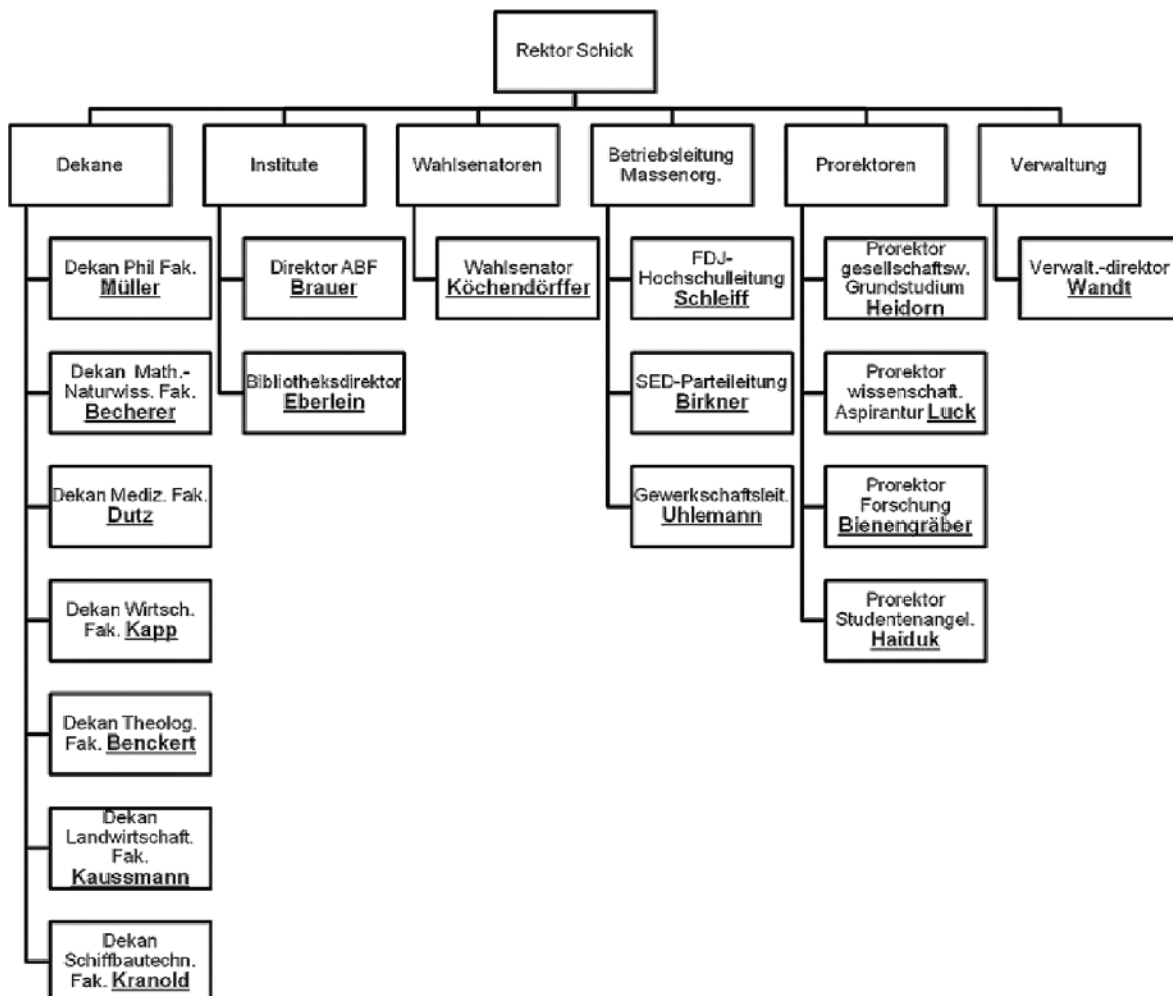 Rektor Schick
Dekane
Institute
Wahlsenatoren
Betriebsleitung
Massenorg.
Prorektoren
Verwaltung
Dekan Phil Fak.
Müller
Dekan Math.-
Naturwiss. Fak.
Becherer
Dekan Mediz. Fak.
Dutz
Dekan Wirtsch.
Fak. Kapp
Dekan Theolog.
Fak. Benckert
Dekan
Landwirtschaft.
Fak.
Kaussmann
Dekan
Schiffbautechn.
Fak. Kranold
Direktor ABF
Brauer
Bibliotheksdirektor
Eberlein
Wahlsenator
Köchendörffer
FDJ-
Hochschulleitung
Schleiff
SED-Parteileitung
Birkner
Gewerkschaftsleit.
Uhlemann
Prorektor
gesellschaftsw.
Grundstudium
Heidorn
Prorektor
wissenschaft.
Aspirantur Luck
Prorektor
Forschung
Bienengräber
Prorektor
Studentenangel.
Haiduk
Verwalt.-direktor
Wandt